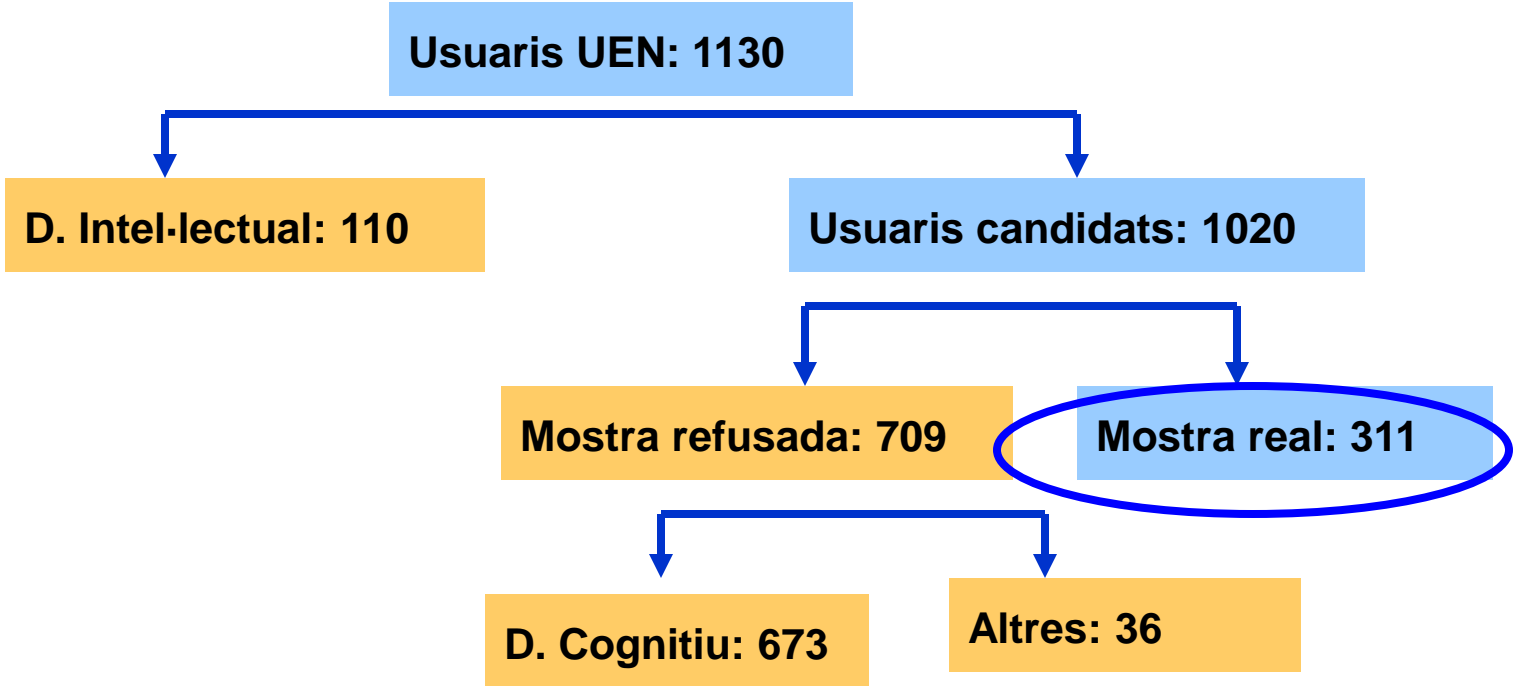 Usuaris UEN: 1130
D. Intel·lectual: 110
Usuaris candidats: 1020
Mostra refusada: 709
Mostra real: 311
D. Cognitiu: 673
Altres: 36